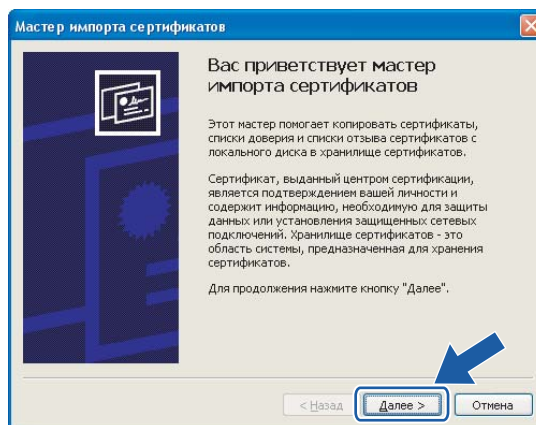 Мастер импорта сертификатов
Вас приветствует мастер
импорта сертификатов
Этот мастер помогает копировать сертификаты,
списки доверия и списки отзыва сертификатов с
локального диска в хранилище сертификатов.
Сертификат, выданный центром сертификации,
является подтверждением вашей личности и
содержит информацию, необходимую для защиты
данных или установления защищенных сетевых
подключений. Хранилище сертификатов - это
область системы, предназначенная для хранения
сертификатов.
Для продолжения нажмите кнопку "Далее".
< Назад Далее > Отмена